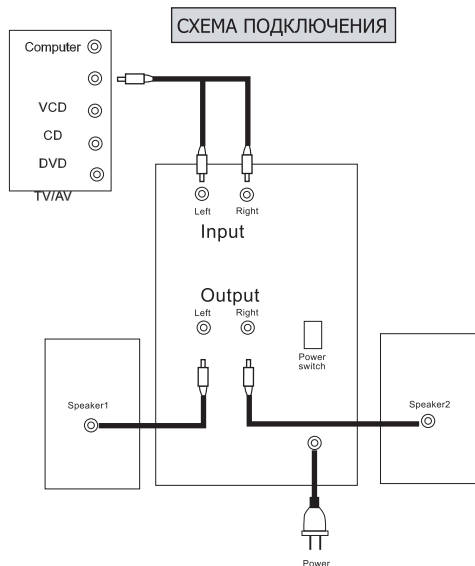 СХЕМА ПОДКЛЮЧЕНИЯ
Computer
VCD
CD
DVD
TV/AV
Left Right
Input
Output
Left Right
Power
switch
Speaker1
Speaker2
Power